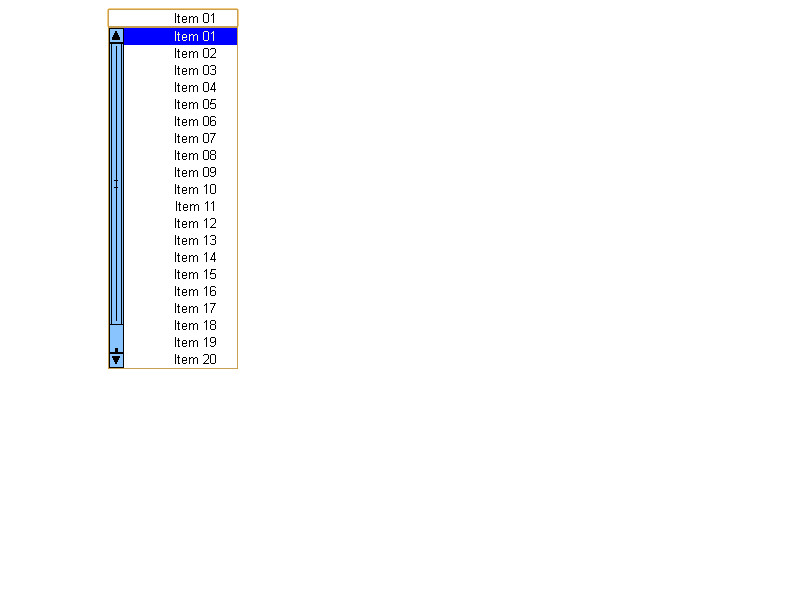 Item 01
Item 01
Item 02
Item 03
Item 04
Item 05
Item 06
Item 07
Item 08
Item 09
Item 10
Item 11
Item 12
Item 13
Item 14
Item 15
Item 16
Item 17
Item 18
Item 19
Item 20